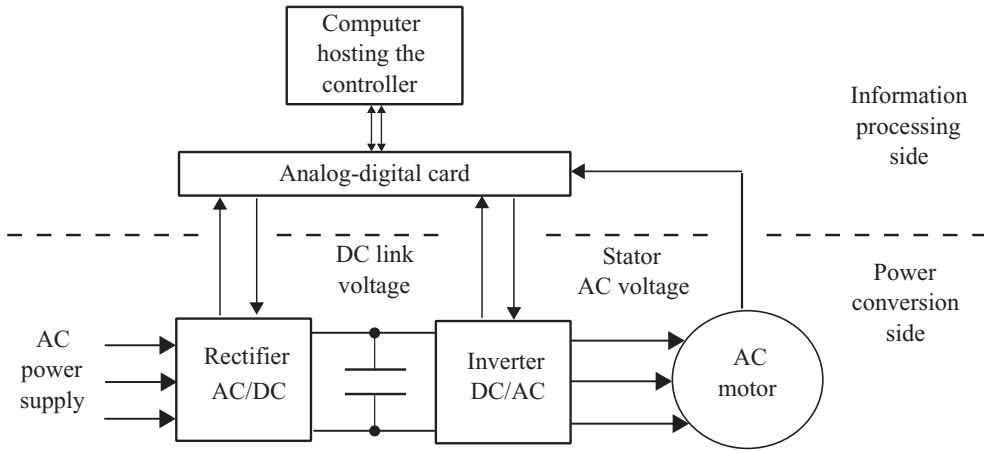 Computer
hosting the
controller
Information
processing
side
Analog-digital card
DC link
voltage
Stator
AC voltage
Power
conversion
side
AC
power
supply
Rectifier
AC/DC
Inverter
DC/AC
AC
motor